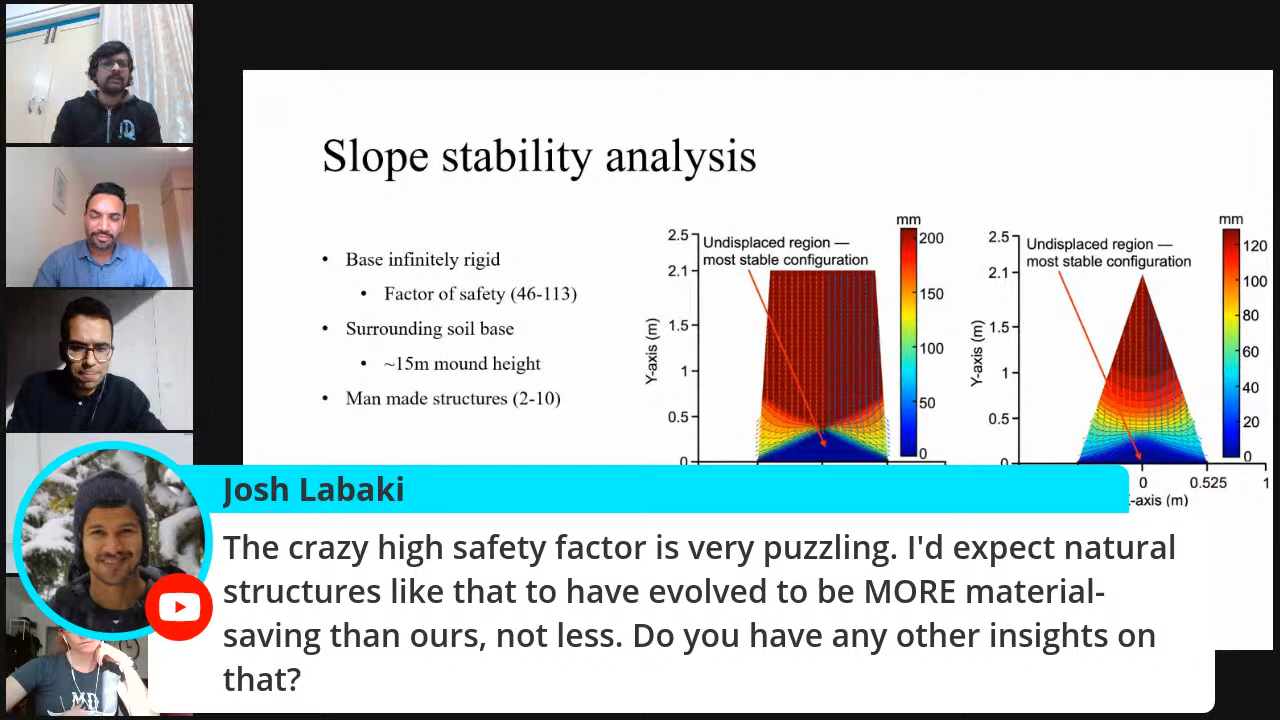 Slope stability analysis
• Base infinitely rigid
• Factor of safety (46-113)
• Surrounding soil base
• ~15m mound height
• Man made structures (2-10)
mm
200
150
100
50
0
2.5
2.1
1.5
1
0.5
0
Y-axis (m)
Undisplaced region —
most stable configuration
mm
120
100
80
60
40
20
0
2.5
2.1
1.5
1
0.5
0
Y-axis (m)
Undisplaced region —
most stable configuration
0 0.525 1
-axis (m)
Josh Labaki
The crazy high safety factor is very puzzling. I'd expect natural
structures like that to have evolved to be MORE material-
saving than ours, not less. Do you have any other insights on
that?